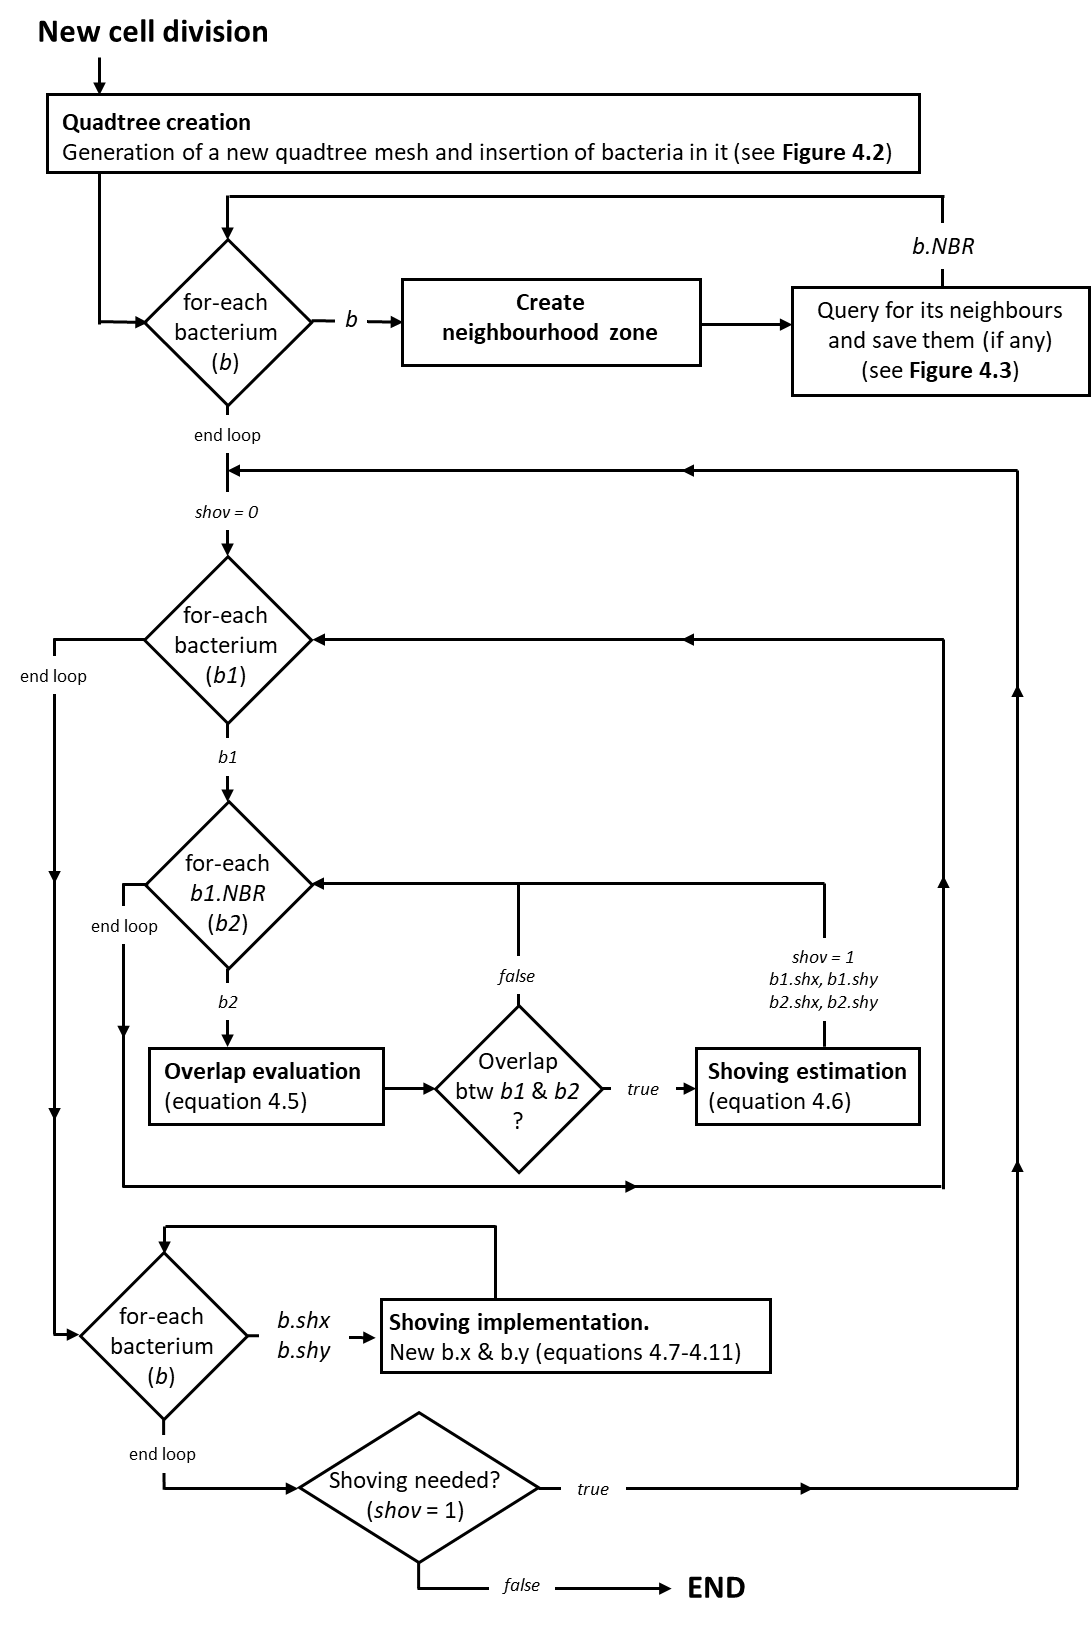 New cell division
Quadtree creation
Generation of a new quadtree mesh and insertion of bacteria in it (see Figure 4.2)
b.NBR
for-each
bacterium
(b)
b
Create
neighbourhood zone
Query for its neighbours
and save them (if any)
(see Figure 4.3)
end loop
shov = 0
for-each
bacterium
(b1)
end loop
b1
for-each
b1.NBR
(b2)
end loop
b2
false
shov = 1
b1.shx, b1.shy
b2.shx, b2.shy
Overlap evaluation
(equation 4.5)
Overlap
btw b1 & b2
?
true
Shoving estimation
(equation 4.6)
for-each
bacterium
(b)
b.shx
b.shy
Shoving implementation.
New b.x & b.y (equations 4.7-4.11)
end loop
Shoving needed?
(shov = 1)
true
false
END